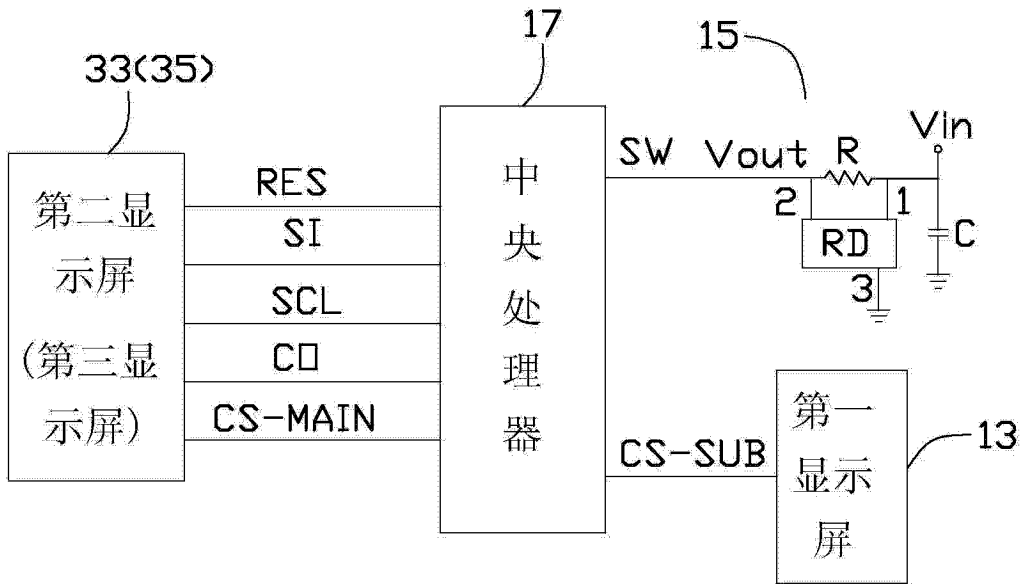 17
15
33(35)
Vin
SW
Vout
R
2
1
RD
C
3
RES
SI
SCL
CO
CS-MAIN
第二显
示屏
(第三显
示屏)
中
央
处
理
器
CS-SUB
第一
显示
屏
13